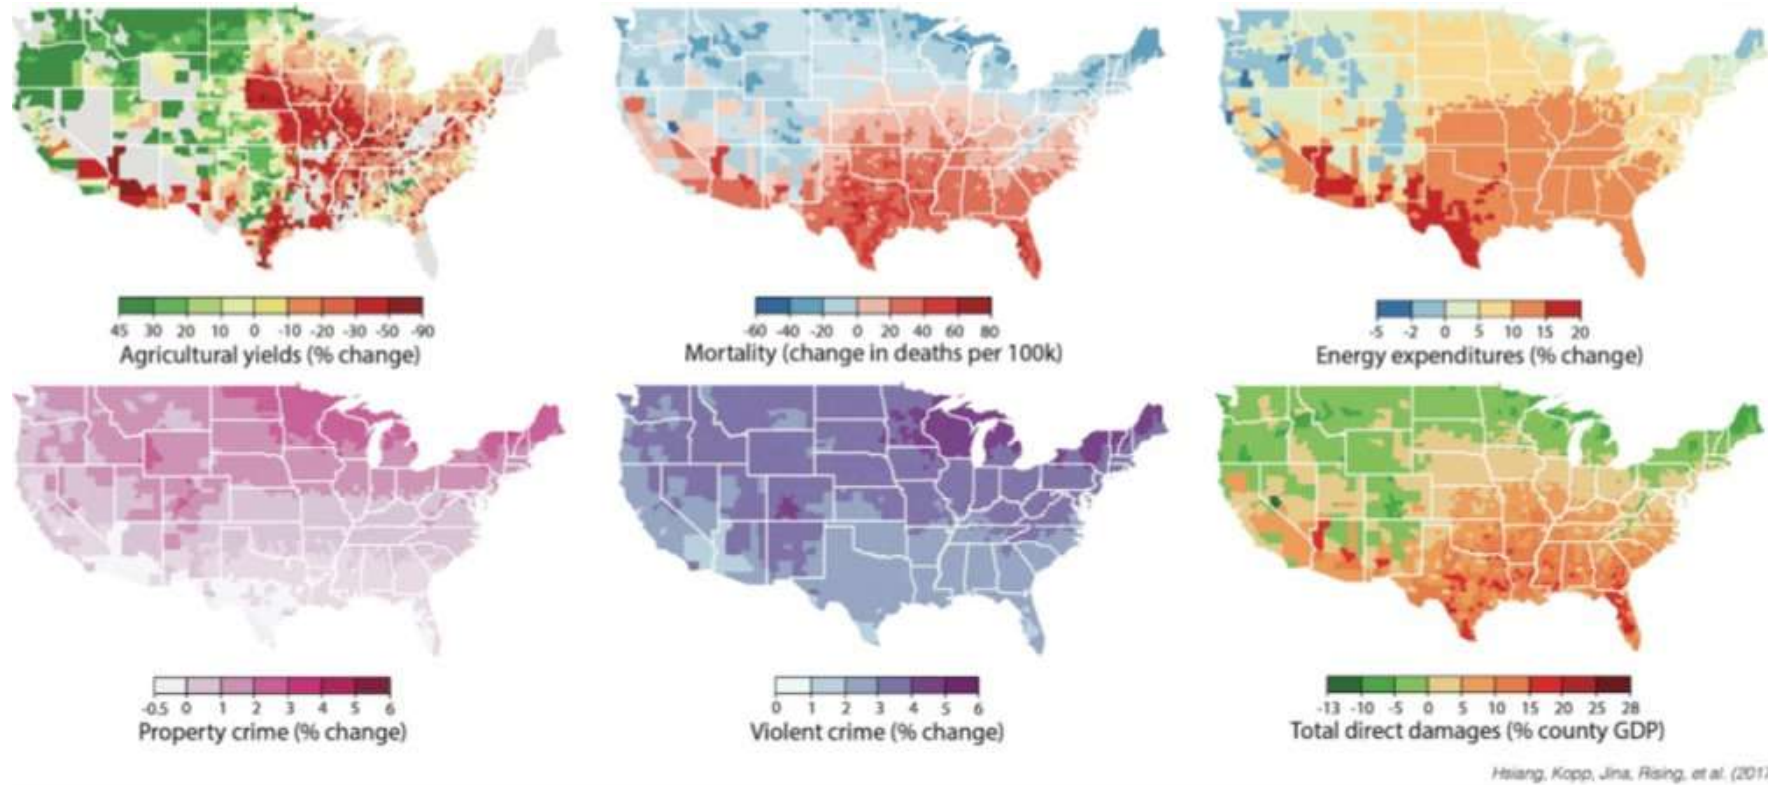 45 30 20 10 0 -10 -20 -30 -50 -90
Agricultural yields (% change)
-60 -40 -20 0 20 40 60 80
Mortality (change in deaths per 100k)
-5 -2 0 5 10 15 20
Energy expenditures (% change)
-0.5 0 1 2 3 4 5 6
Property crime (% change)
0 1 2 3 4 5 6
Violent crime (% change)
-13 -10 -5 0 5 10 15 20 25 28
Total direct damages (% county GDP)
Hsiang, Kopp, Jina, Rising, et al. (2017